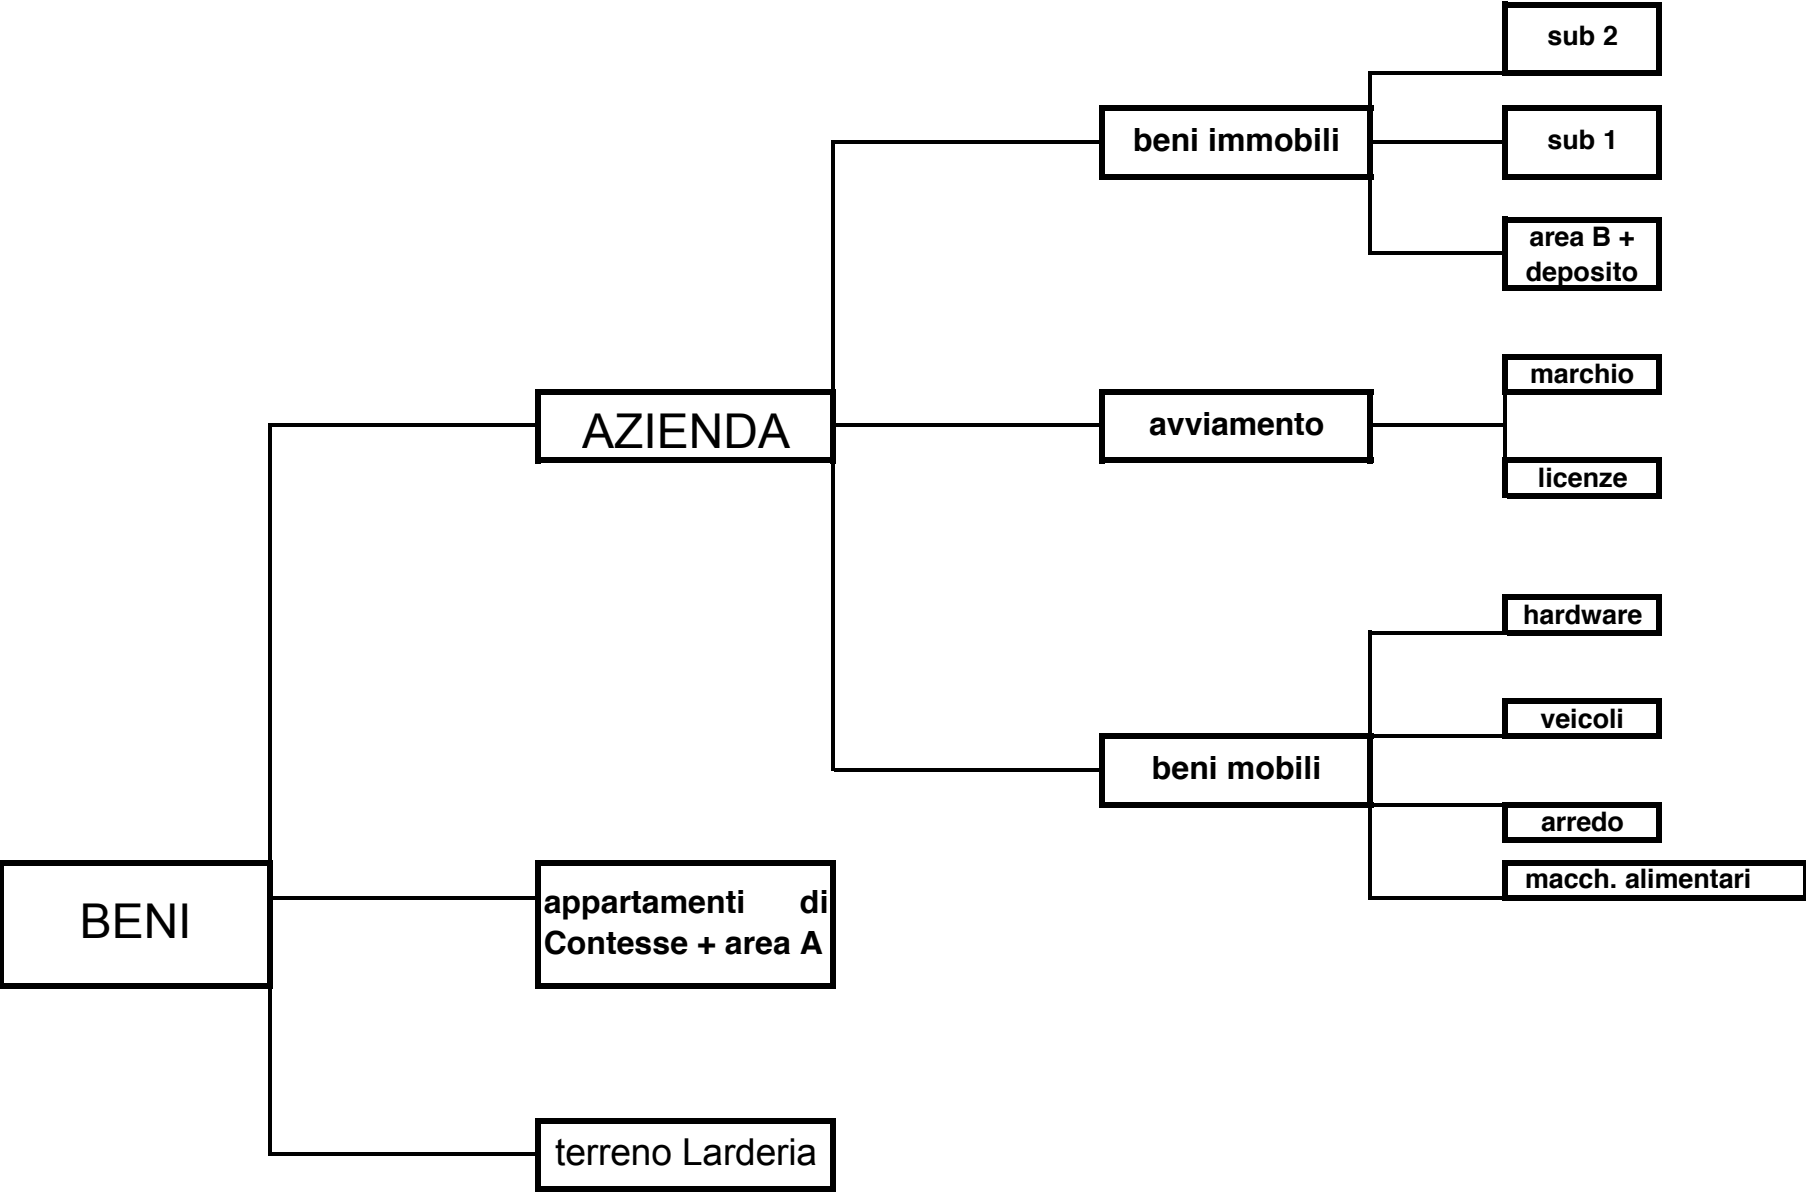 sub 2
beni immobili
sub 1
area B +
deposito
marchio
AZIENDA
avviamento
licenze
hardware
veicoli
beni mobili
arredo
macch. alimentari
BENI
appartamenti di
Contesse + area A
terreno Larderia